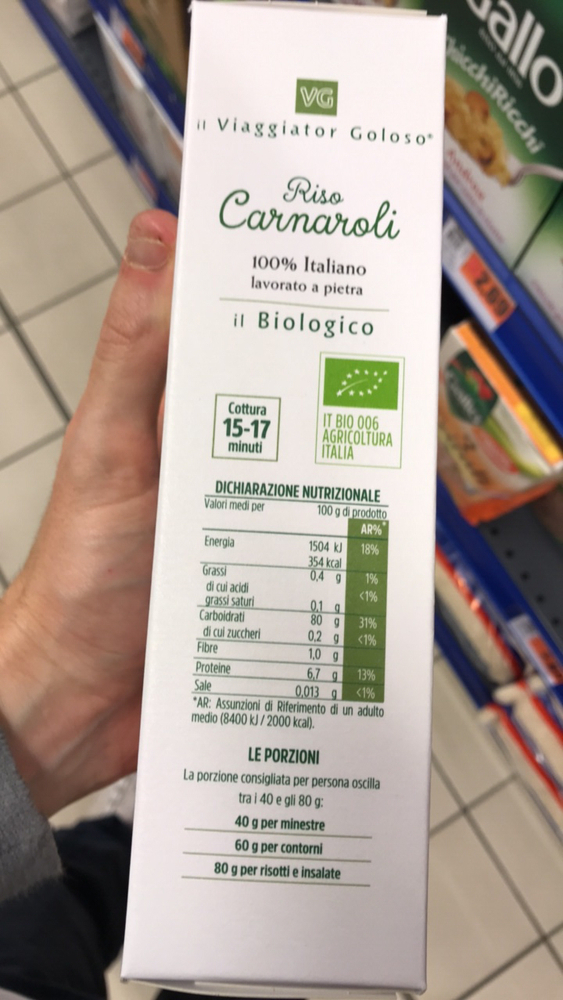 VG
il Viaggiator Goloso®
Riso
Carnaroli
100% Italiano
lavorato a pietra
il Biologico
Cottura
15-17
minuti
IT BIO 006
AGRICOLTURA
ITALIA
DICHIARAZIONE NUTRIZIONALE
Valori medi per 100 g di prodotto
AR%*
Energia 1504 kJ 18%
354 kcal
Grassi 0,4 g 1%
di cui acidi <1%
grassi saturi 0,1 g
Carboidrati 80 g 31%
di cui zuccheri 0,2 g <1%
Fibre 1,0 g
Proteine 6,7 g 13%
Sale 0,013 g <1%
*AR: Assunzioni di Riferimento di un adulto
medio (8400 kJ / 2000 kcal).
LE PORZIONI
La porzione consigliata per persona oscilla
tra i 40 e gli 80 g:
40 g per minestre
60 g per contorni
80 g per risotti e insalate
allo
hicchiRicchi